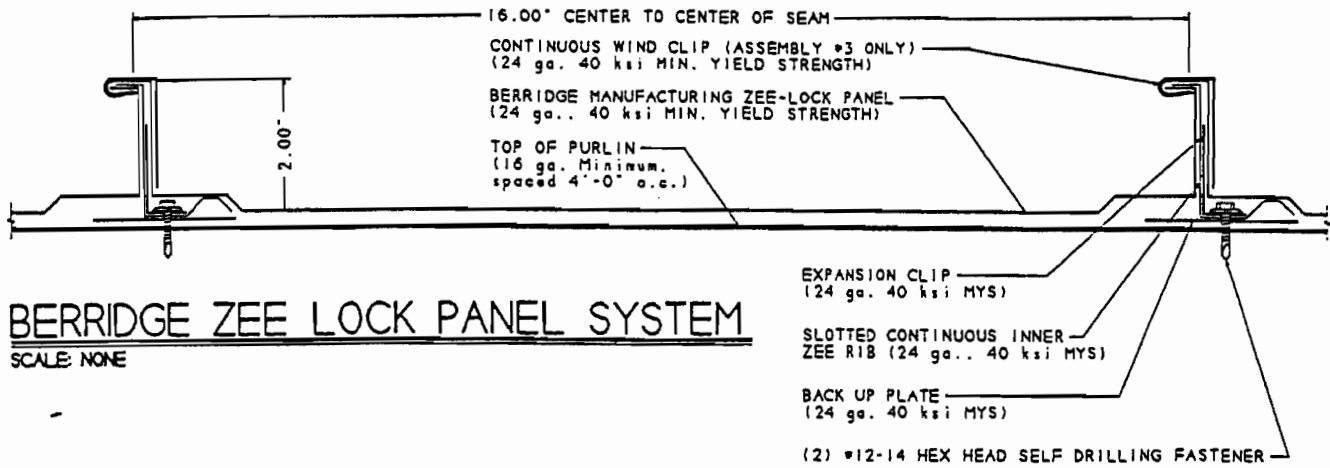 16.00" CENTER TO CENTER OF SEAM
CONTINUOUS WIND CLIP (ASSEMBLY #3 ONLY)
(24 ga. 40 ksi MIN. YIELD STRENGTH)
BERRIDGE MANUFACTURING ZEE-LOCK PANEL
(24 ga.. 40 ksi MIN. YIELD STRENGTH)
TOP OF PURLIN
(16 ga. Minimum.
spaced 4'-0" o.c.)
2.00"
EXPANSION CLIP
(24 ga. 40 ksi MYS)
SLOTTED CONTINUOUS INNER
ZEE RIB (24 ga.. 40 ksi MYS)
BACK UP PLATE
(24 ga. 40 ksi MYS)
(2) #12-14 HEX HEAD SELF DRILLING FASTENER
BERRIDGE ZEE LOCK PANEL SYSTEM
SCALE: NONE